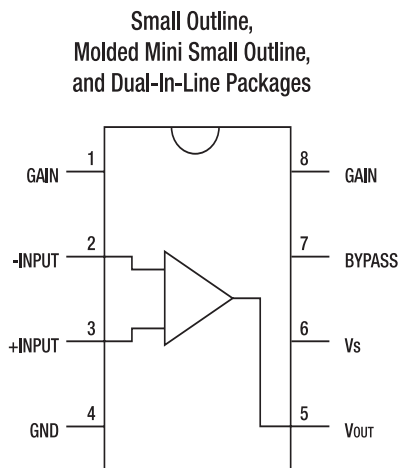 Small Outline,
Molded Mini Small Outline,
and Dual-In-Line Packages
1 8
GAIN GAIN
2 7
-INPUT BYPASS
3 6
+INPUT Vs
4 5
GND VOUT